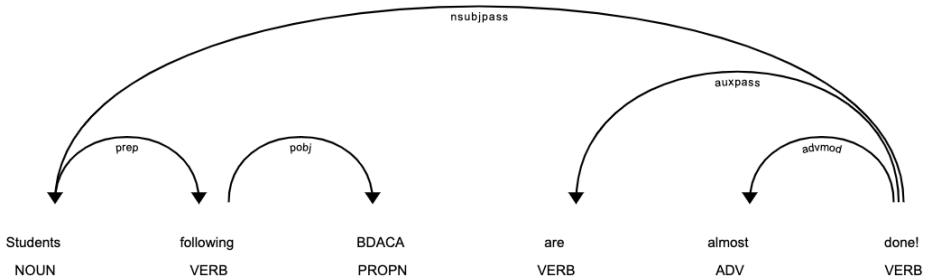 nsubjpass
auxpass
prep pobj advmod
Students following BDACA are almost done!
NOUN VERB PROPN VERB ADV VERB